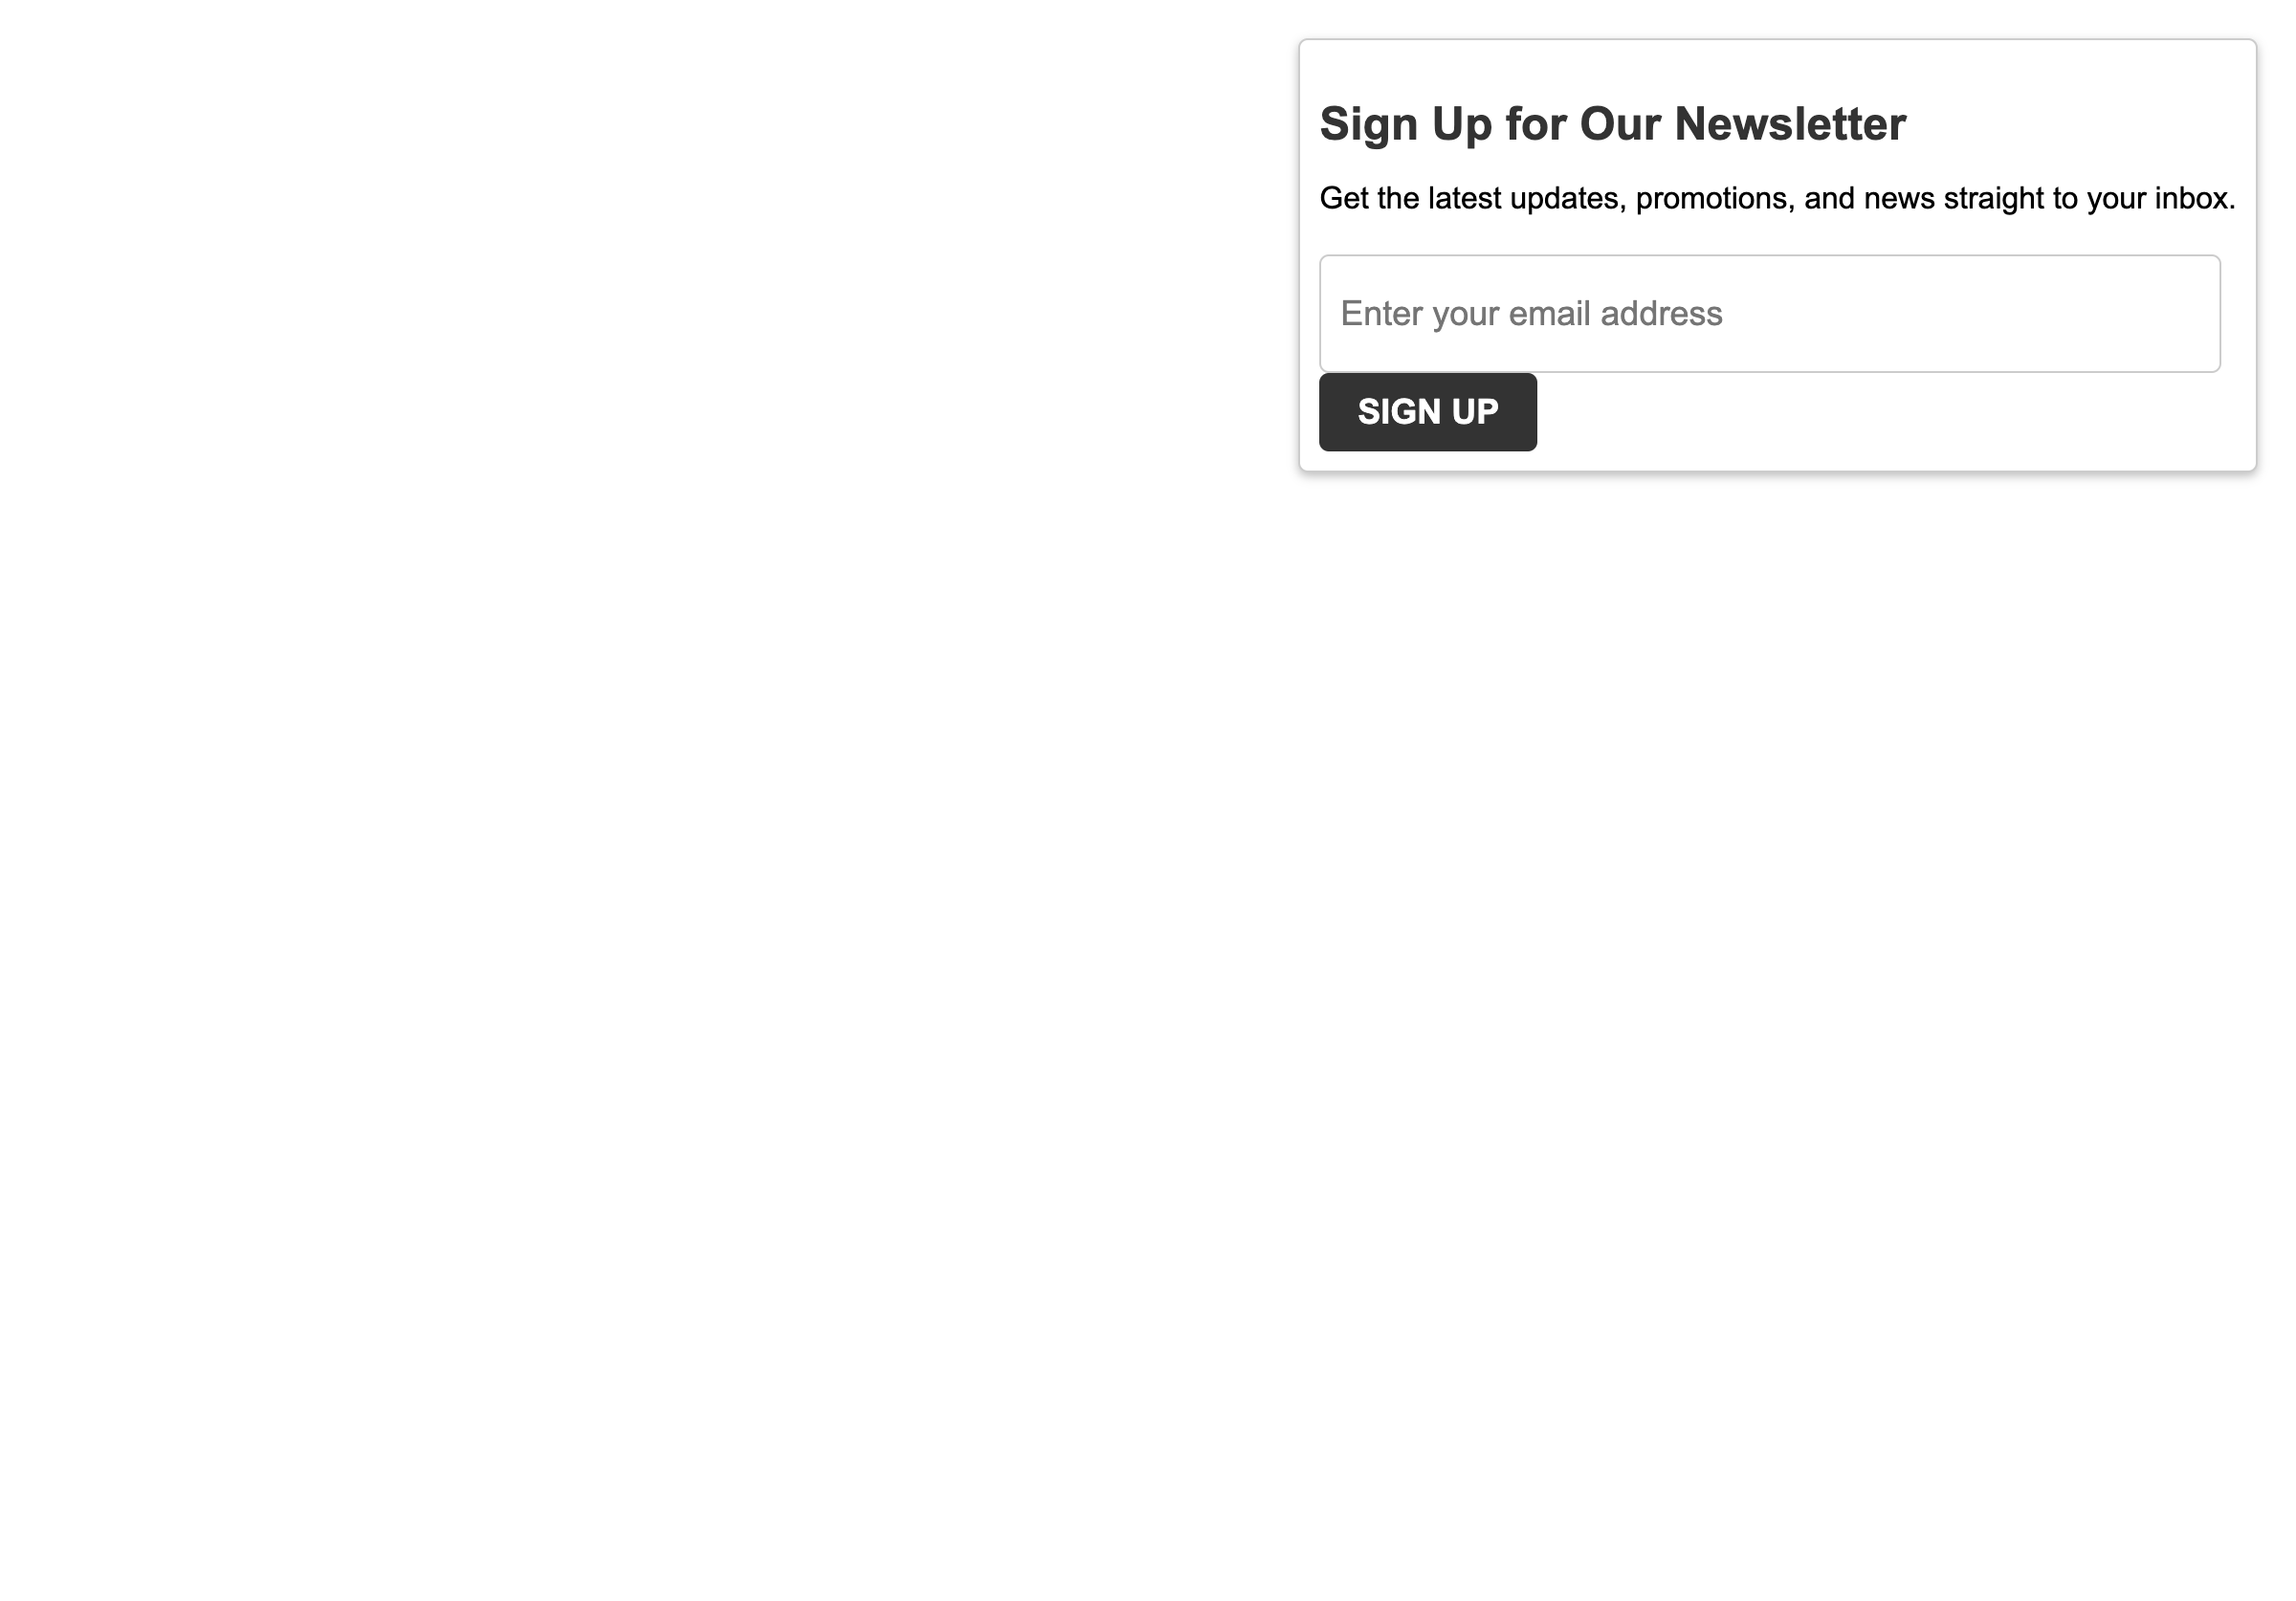 Sign Up for Our Newsletter
Get the latest updates, promotions, and news straight to your inbox.
Enter your email address
SIGN UP